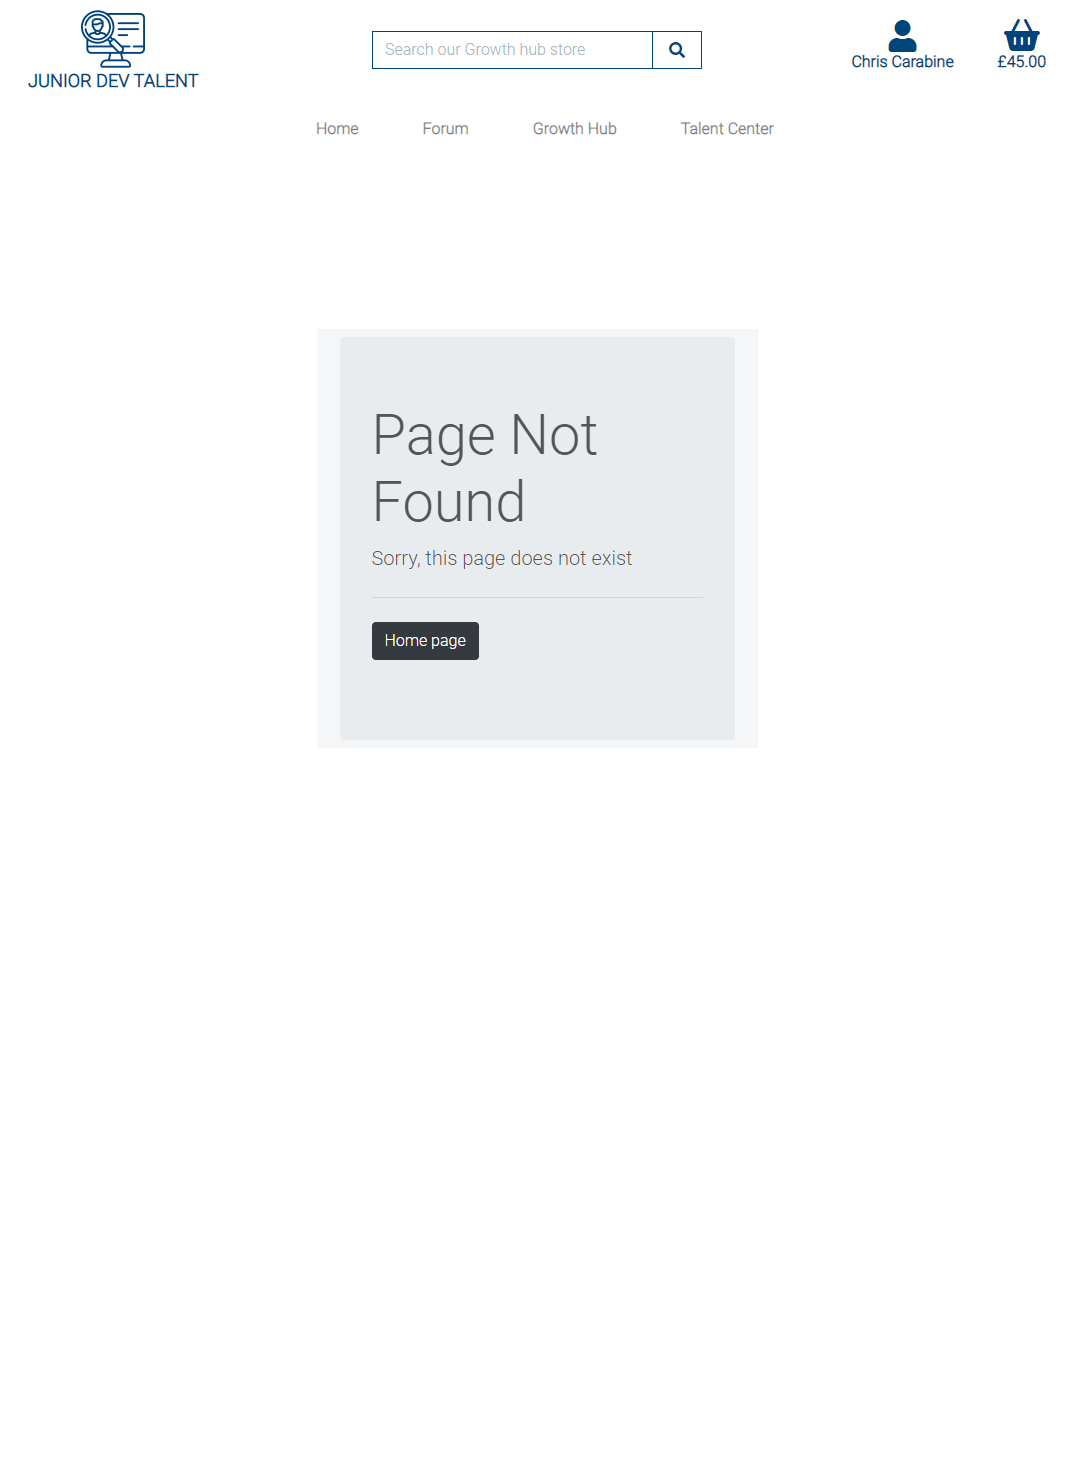 JUNIOR DEV TALENT
Search our Growth hub store
Chris Carabine
£45.00
Home
Forum
Growth Hub
Talent Center
Page Not
Found
Sorry, this page does not exist
Home page